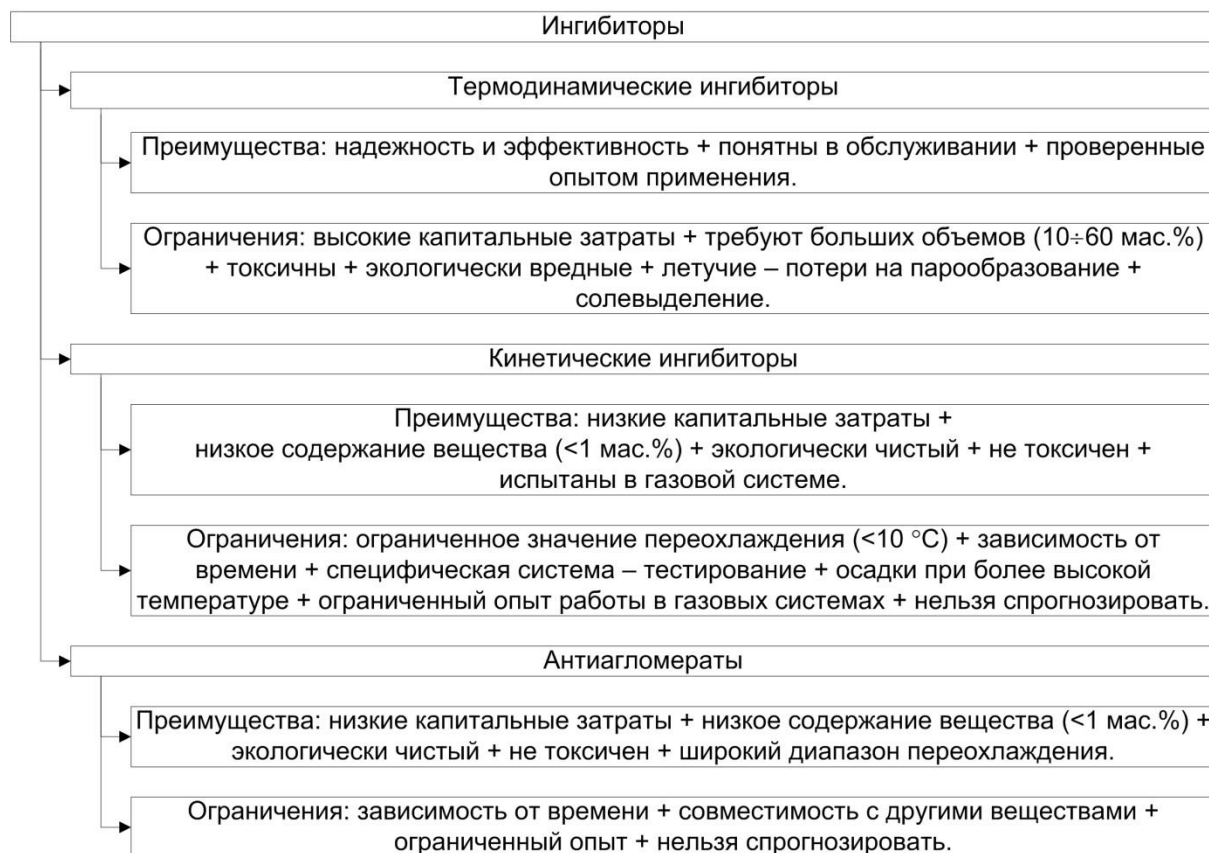 Ингибиторы
Термодинамические ингибиторы
Преимущества: надежность и эффективность + понятны в обслуживании + проверенные
опытом применения.
Ограничения: высокие капитальные затраты + требуют больших объемов (10÷60 мас.%)
+ токсичны + экологически вредные + летучие – потери на парообразование +
солевыделение.
Кинетические ингибиторы
Преимущества: низкие капитальные затраты +
низкое содержание вещества (<1 мас.%) + экологически чистый + не токсичен +
испытаны в газовой системе.
Ограничения: ограниченное значение переохлаждения (<10 °C) + зависимость от
времени + специфическая система – тестирование + осадки при более высокой
температуре + ограниченный опыт работы в газовых системах + нельзя спрогнозировать.
Антиагломераты
Преимущества: низкие капитальные затраты + низкое содержание вещества (<1 мас.%) +
экологически чистый + не токсичен + широкий диапазон переохлаждения.
Ограничения: зависимость от времени + совместимость с другими веществами +
ограниченный опыт + нельзя спрогнозировать.